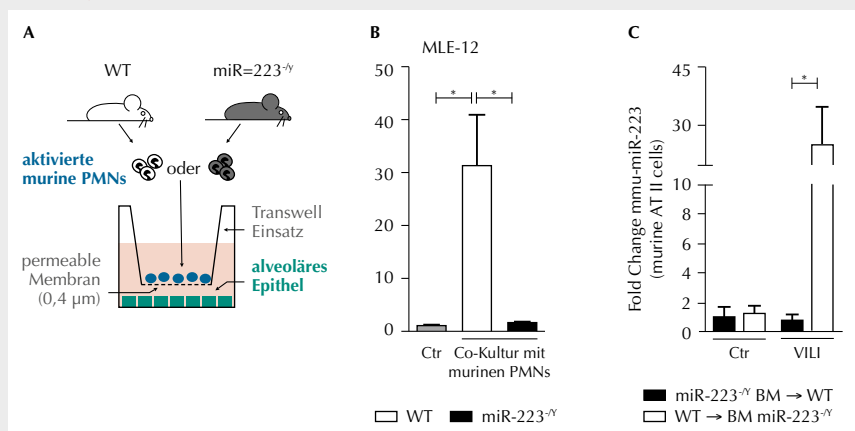 A
WT
miR=223-/y
aktivierte
murine PMNs
oder
Transwell
Einsatz
permeable
Membran
(0,4 µm)
alveoläres
Epithel
B
MLE-12
50
40
30
20
10
0
*
*
Ctr
Co-Kultur mit
murinen PMNs
WT
miR-223-/Y
C
Fold Change mmu-miR-223
(murine AT II cells)
45
30
10
8
6
4
2
0
*
Ctr
VILI
miR-223-/Y BM → WT
WT → BM miR-223-/Y